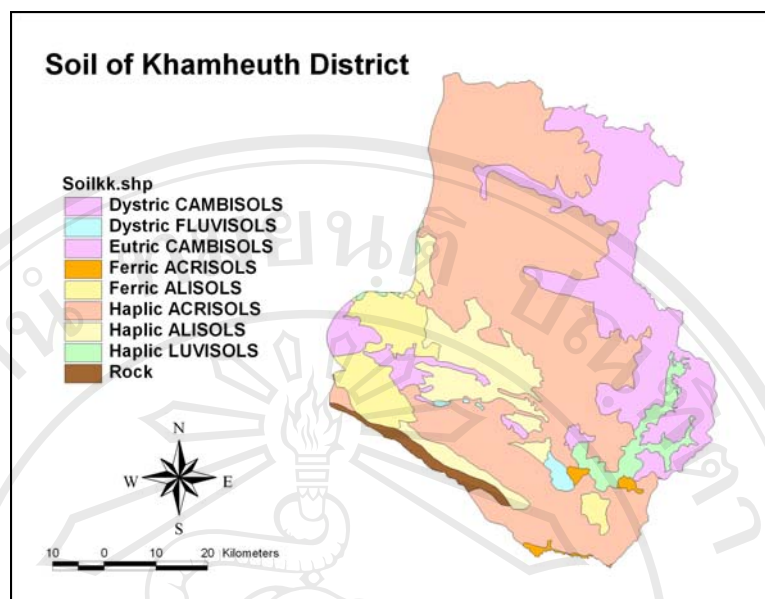 Soil of Khamheuth District
Soilkk.shp
Dystric CAMBISOLS
Dystric FLUVISOLS
Eutric CAMBISOLS
Ferric ACRISOLS
Ferric ALISOLS
Haplic ACRISOLS
Haplic ALISOLS
Haplic LUVISOLS
Rock
N
W E
S
10 0 10 20 Kilometers